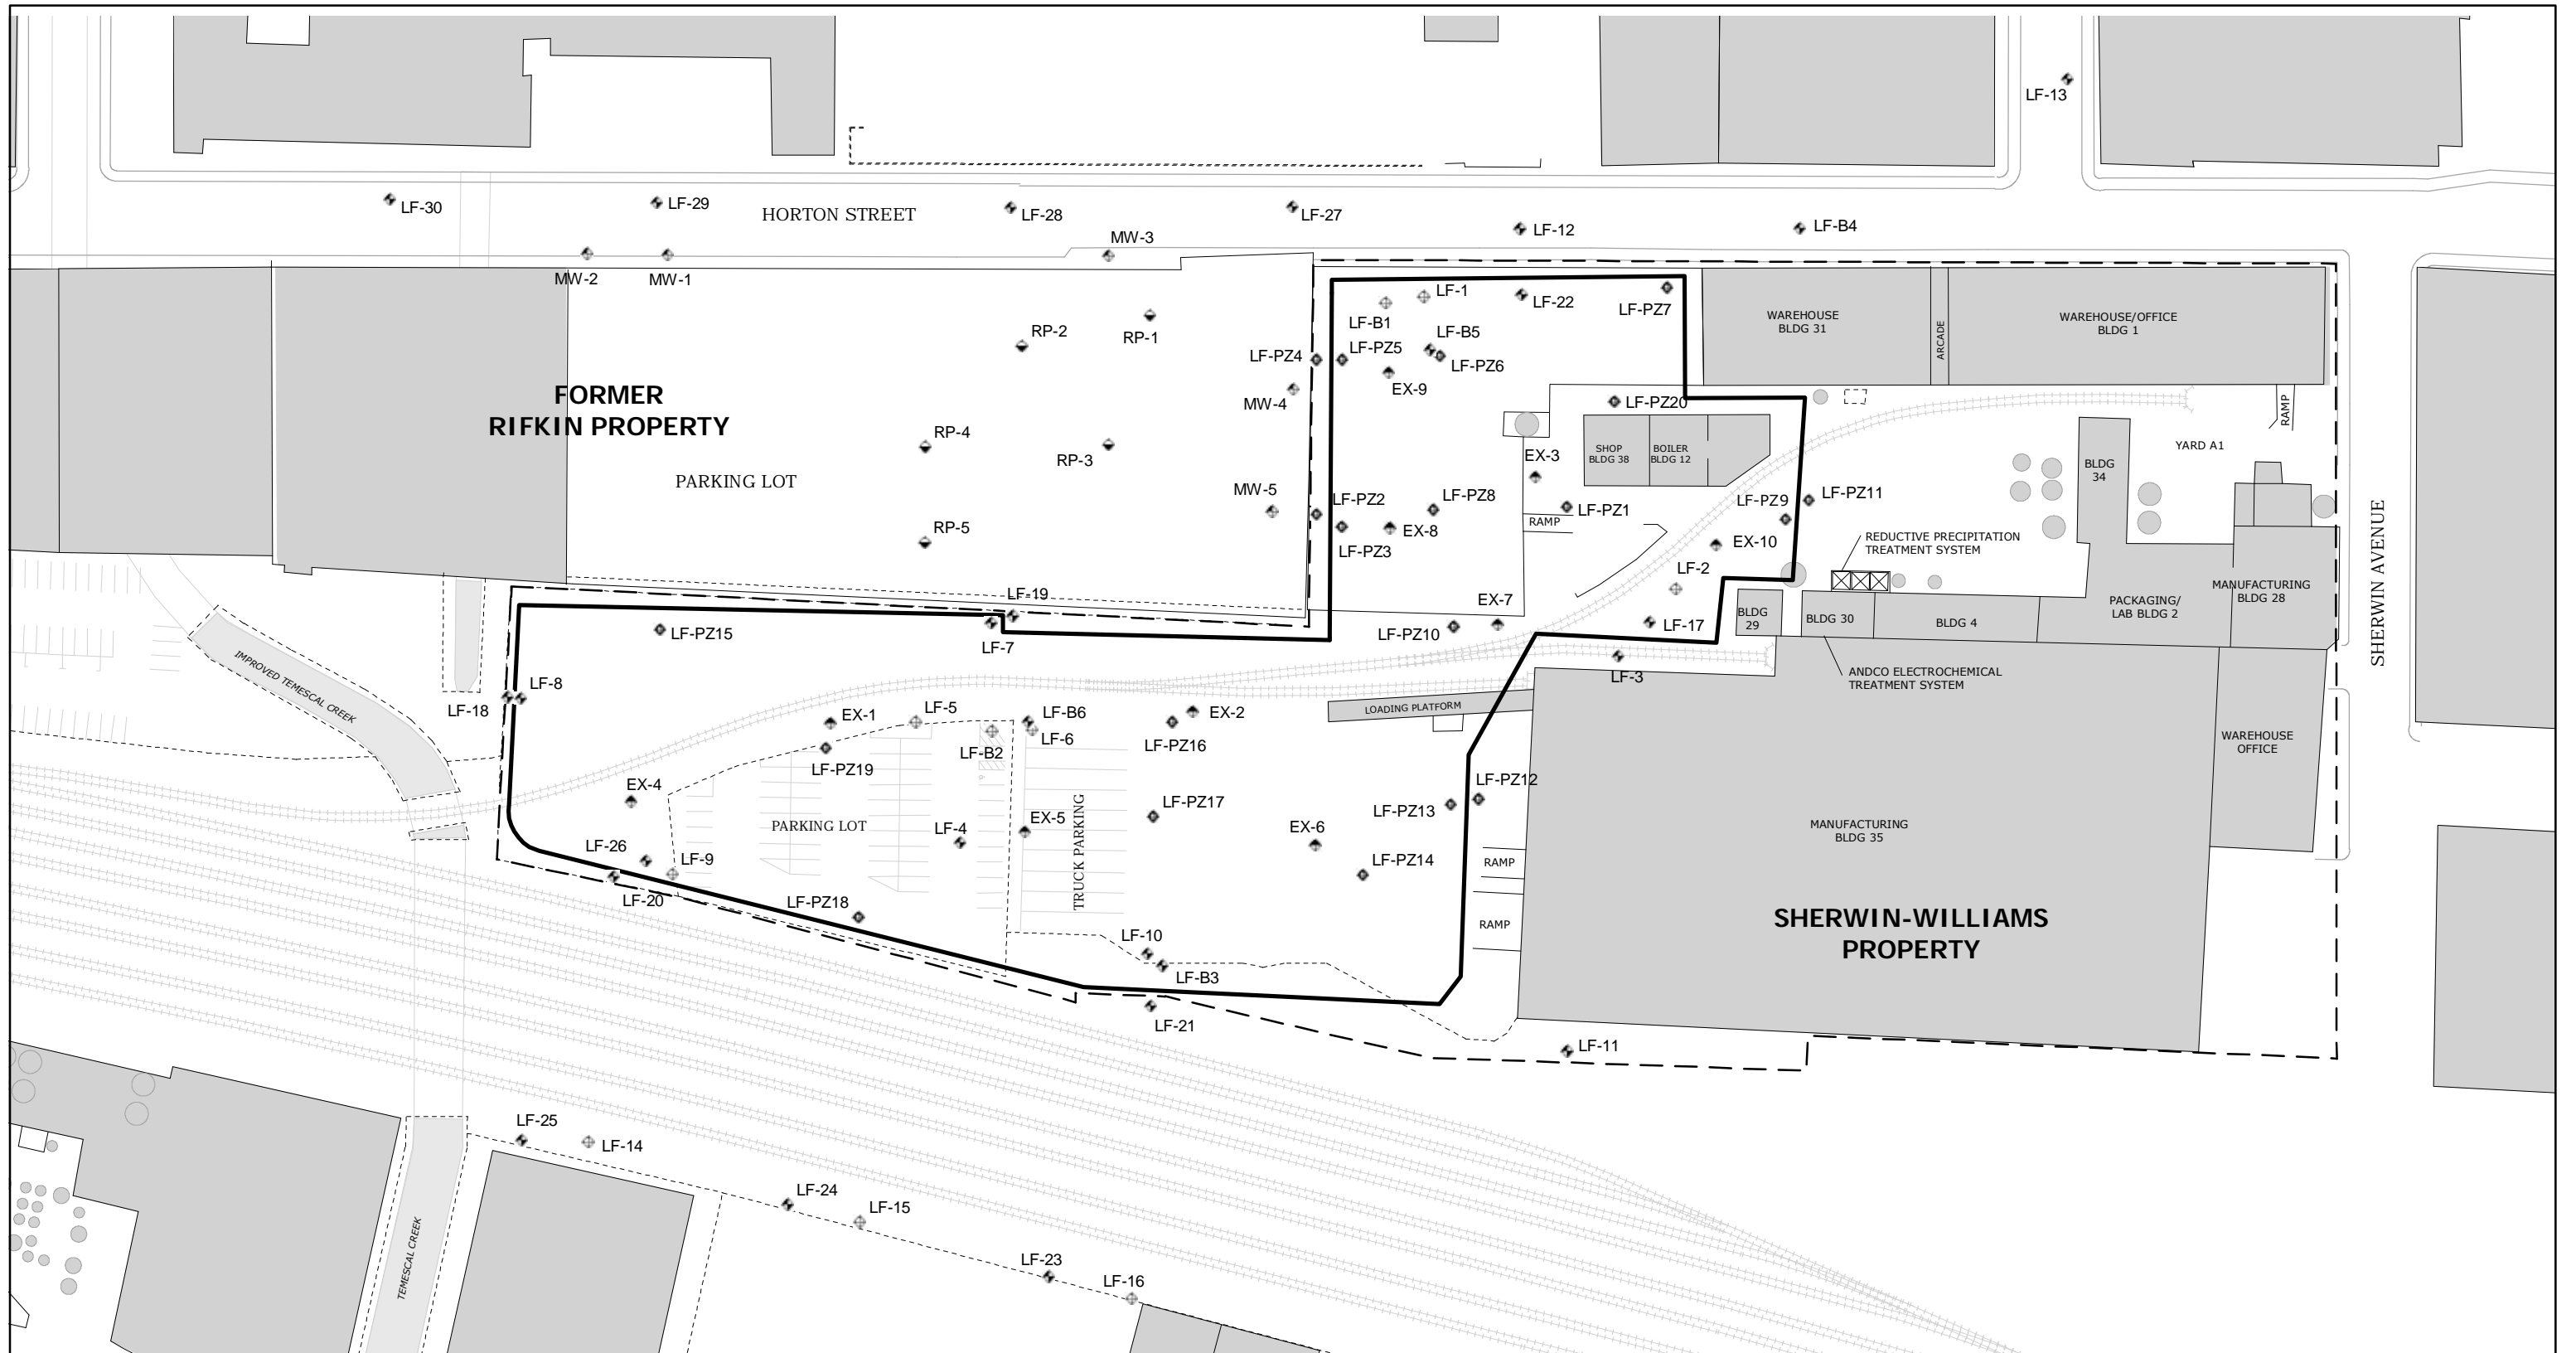 LF-13
LF-30
LF-29
HORTON STREET
LF-28
LF-27
LF-12
LF-B4
MW-3
MW-2
MW-1
LF-1
LF-22
LF-PZ7
LF-B1
LF-B5
RP-2
RP-1
LF-PZ4
LF-PZ5
LF-PZ6
EX-9
MW-4
WAREHOUSE
BLDG 31
ARCADE
WAREHOUSE/OFFICE
BLDG 1
FORMER
RIFKIN PROPERTY
LF-PZ20
RAMP
RP-4
RP-3
PARKING LOT
SHOP
BLDG 38
BOILER
BLDG 12
EX-3
YARD A1
BLDG
34
MW-5
LF-PZ2
LF-PZ8
LF-PZ1
LF-PZ9
LF-PZ11
RAMP
EX-8
LF-PZ3
RP-5
EX-10
REDUCTIVE PRECIPITATION
TREATMENT SYSTEM
SHERWIN AVENUE
LF-2
MANUFACTURING
BLDG 28
LF-19
EX-7
BLDG
29
BLDG 30
BLDG 4
PACKAGING/
LAB BLDG 2
LF-PZ15
LF-7
LF-PZ10
LF-17
LF-3
ANDCO ELECTROCHEMICAL
TREATMENT SYSTEM
IMPROVED TEMESCAL CREEK
LF-8
LF-18
EX-1
LF-5
LF-B6
LF-6
EX-2
LOADING PLATFORM
LF-B2
LF-PZ16
LF-PZ19
WAREHOUSE
OFFICE
EX-4
LF-PZ12
LF-PZ17
LF-PZ13
PARKING LOT
LF-4
EX-5
TRUCK PARKING
EX-6
MANUFACTURING
BLDG 35
LF-26
LF-9
LF-PZ14
RAMP
LF-20
LF-PZ18
RAMP
SHERWIN-WILLIAMS
PROPERTY
LF-10
LF-B3
LF-21
LF-11
LF-25
LF-14
LF-24
LF-15
TEMESCAL CREEK
LF-23
LF-16